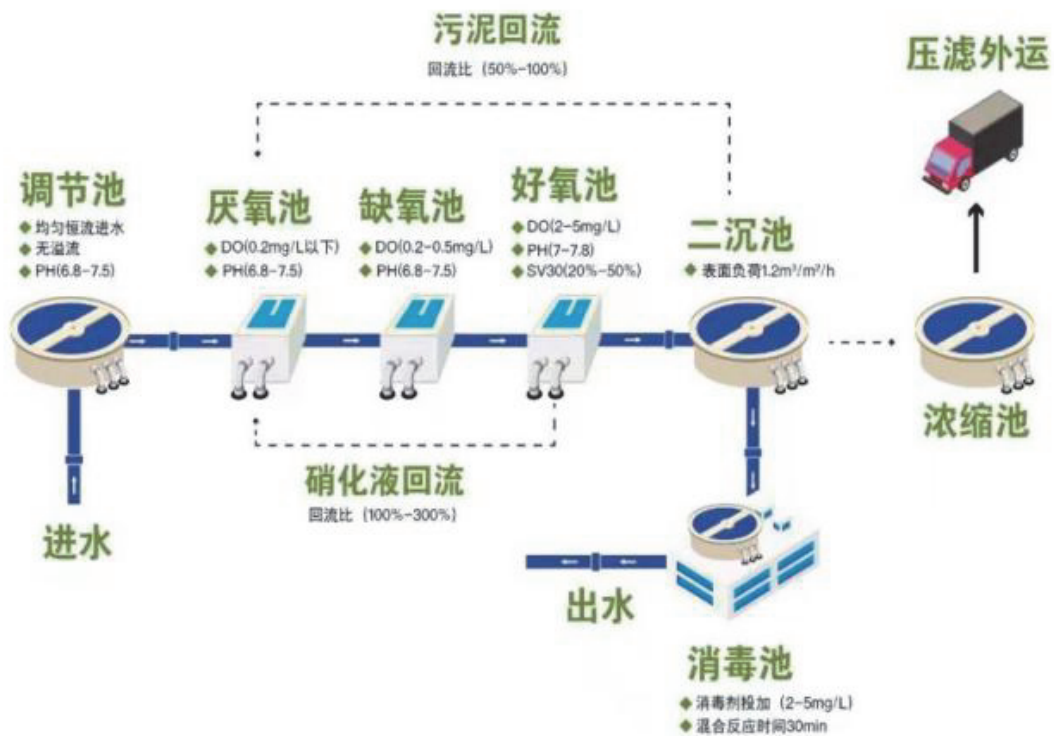 污泥回流
回流比（50%-100%）
压滤外运
调节池
◆均匀恒流进水
◆无溢流
◆PH(6.8-7.5)
厌氧池
◆DO(0.2mg/L以下)
◆PH(6.8-7.5)
缺氧池
◆DO(0.2-0.5mg/L)
◆PH(6.8-7.5)
好氧池
◆DO(2-5mg/L)
◆PH(7-7.8)
◆SV30(20%-50%)
二沉池
◆表面负荷1.2m³/m²/h
浓缩池
硝化液回流
回流比（100%-300%）
进水
出水
消毒池
◆消毒剂投加（2-5mg/L）
◆混合反应时间30min